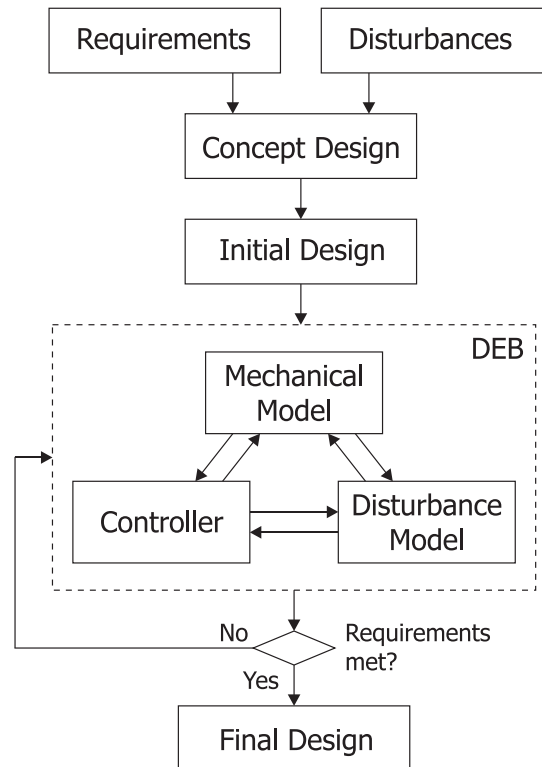 Requirements
Disturbances
Concept Design
Initial Design
DEB
Mechanical
Model
Controller
Disturbance
Model
No
Requirements
met?
Yes
Final Design